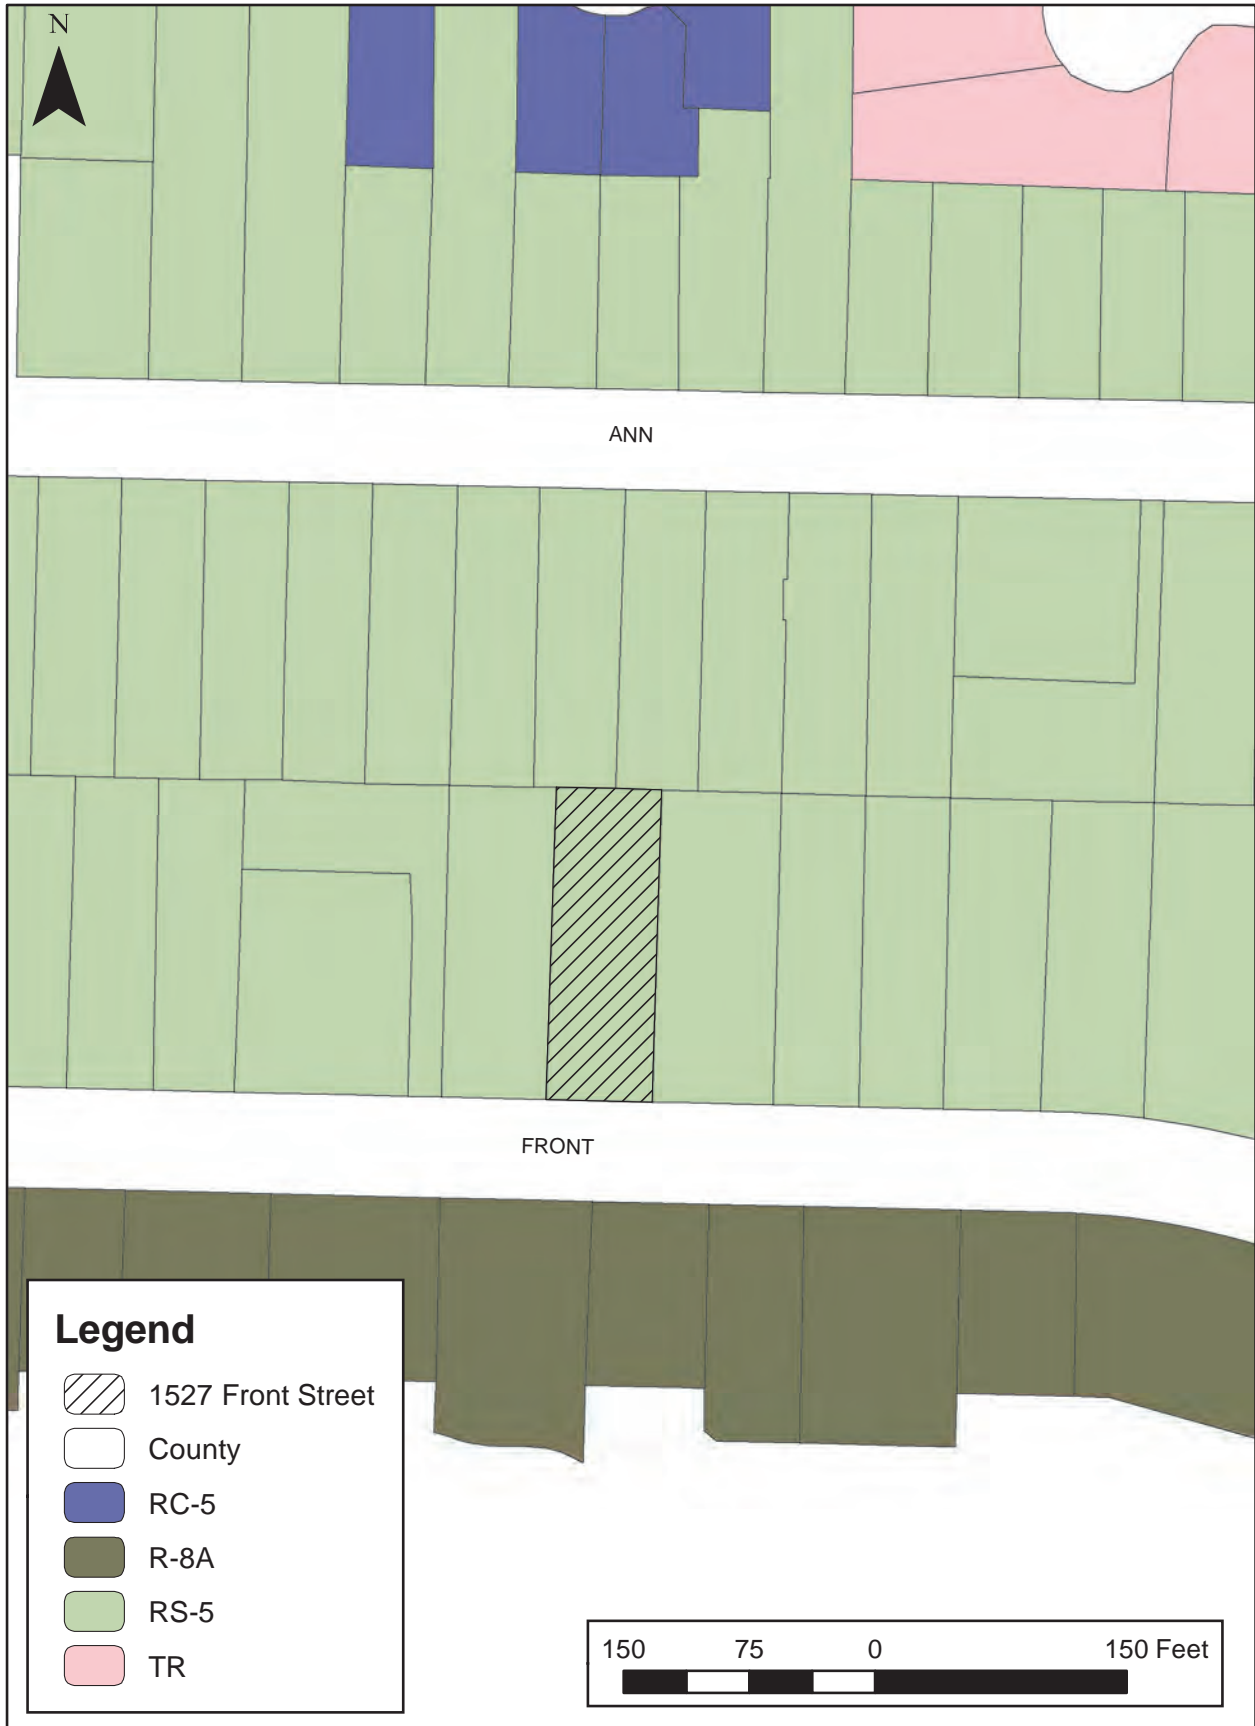 N
ANN
FRONT
Legend
1527 Front Street
County
RC-5
R-8A
RS-5
TR
150 75 0 150 Feet